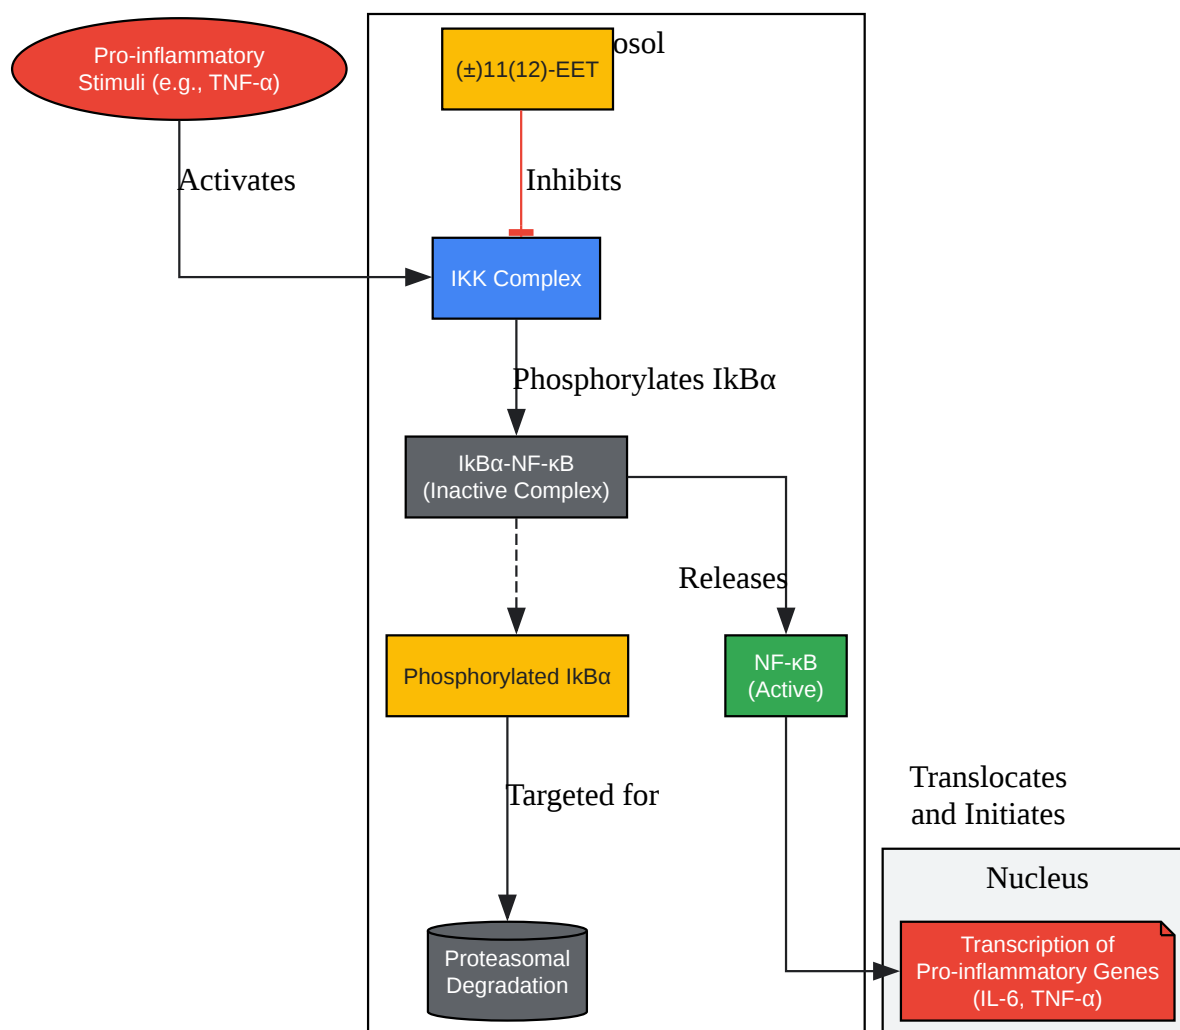 Pro-inflammatory
Stimuli (e.g., TNF-α)
osol
(±)11(12)-EET
Activates
Inhibits
IKK Complex
Phosphorylates IkBα
IkBα-NF-κB
(Inactive Complex)
Releases
Phosphorylated IkBα
NF-κB
(Active)
Targeted for
Translocates
and Initiates
Nucleus
Proteasomal
Degradation
Transcription of
Pro-inflammatory Genes
(IL-6, TNF-α)